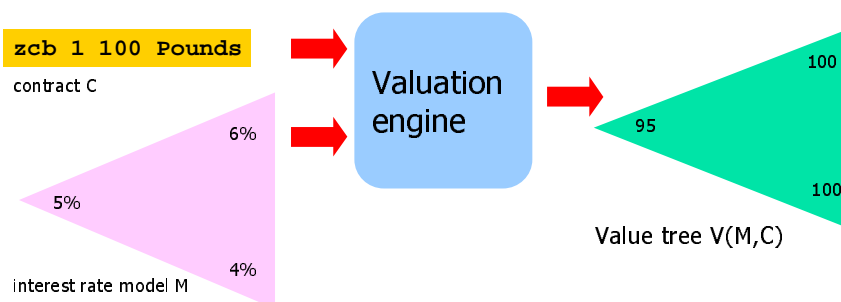 zcb 1 100 Pounds
contract C
6%
5%
4%
interest rate model M
Valuation
engine
100
95
100
Value tree V(M,C)